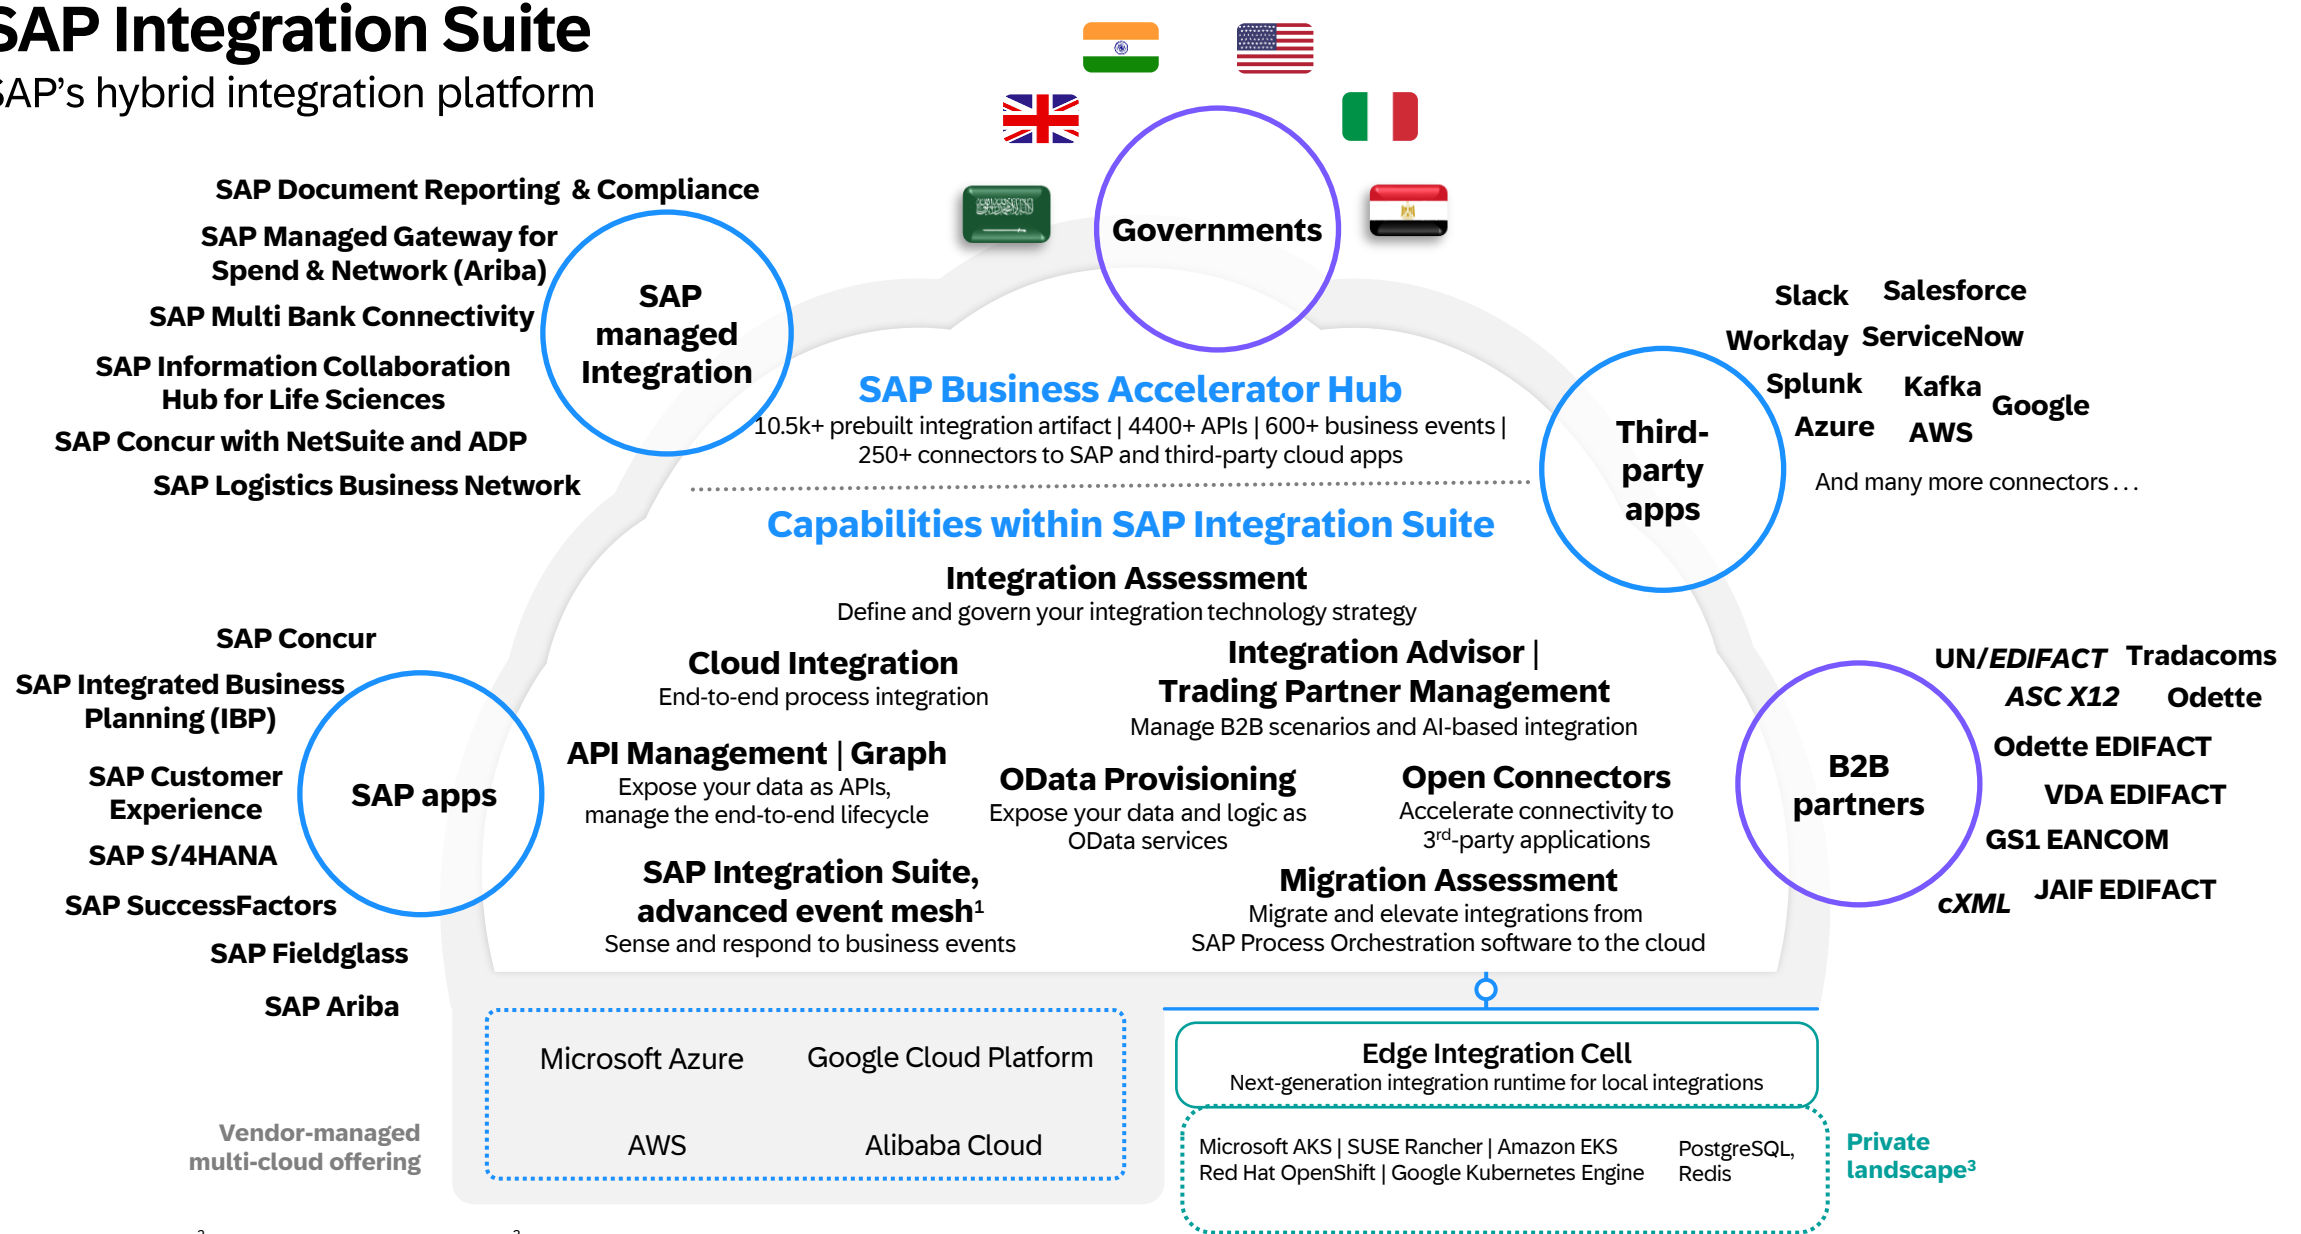 SAP Integration Suite
SAP's hybrid integration platform
Governments
SAP Document Reporting & Compliance
SAP Managed Gateway for
Spend & Network (Ariba)
SAP Multi Bank Connectivity
SAP Information Collaboration
Hub for Life Sciences
SAP Concur with NetSuite and ADP
SAP Logistics Business Network
SAP
managed
Integration
SAP Business Accelerator Hub
10.5k+ prebuilt integration artifact | 4400+ APIs | 600+ business events |
250+ connectors to SAP and third-party cloud apps
Third-
party
apps
Slack Salesforce
Workday ServiceNow
Splunk Kafka Google
Azure AWS
And many more connectors . . .
Capabilities within SAP Integration Suite
Integration Assessment
Define and govern your integration technology strategy
Cloud Integration
End-to-end process integration
Integration Advisor |
Trading Partner Management
Manage B2B scenarios and AI-based integration
API Management | Graph
Expose your data as APIs,
manage the end-to-end lifecycle
OData Provisioning
Expose your data and logic as
OData services
Open Connectors
Accelerate connectivity to
3rd-party applications
SAP Integration Suite,
advanced event mesh¹
Sense and respond to business events
Migration Assessment
Migrate and elevate integrations from
SAP Process Orchestration software to the cloud
SAP Concur
SAP Integrated Business
Planning (IBP)
SAP Customer
Experience
SAP S/4HANA
SAP SuccessFactors
SAP Fieldglass
SAP Ariba
SAP apps
B2B
partners
UN/EDIFACT Tradacoms
ASC X12 Odette
Odette EDIFACT
VDA EDIFACT
GS1 EANCOM
cXML JAIF EDIFACT
Vendor-managed
multi-cloud offering
Microsoft Azure Google Cloud Platform
AWS Alibaba Cloud
Edge Integration Cell
Next-generation integration runtime for local integrations
Microsoft AKS | SUSE Rancher | Amazon EKS
Red Hat OpenShift | Google Kubernetes Engine
PostgreSQL,
Redis
Private
landscape³